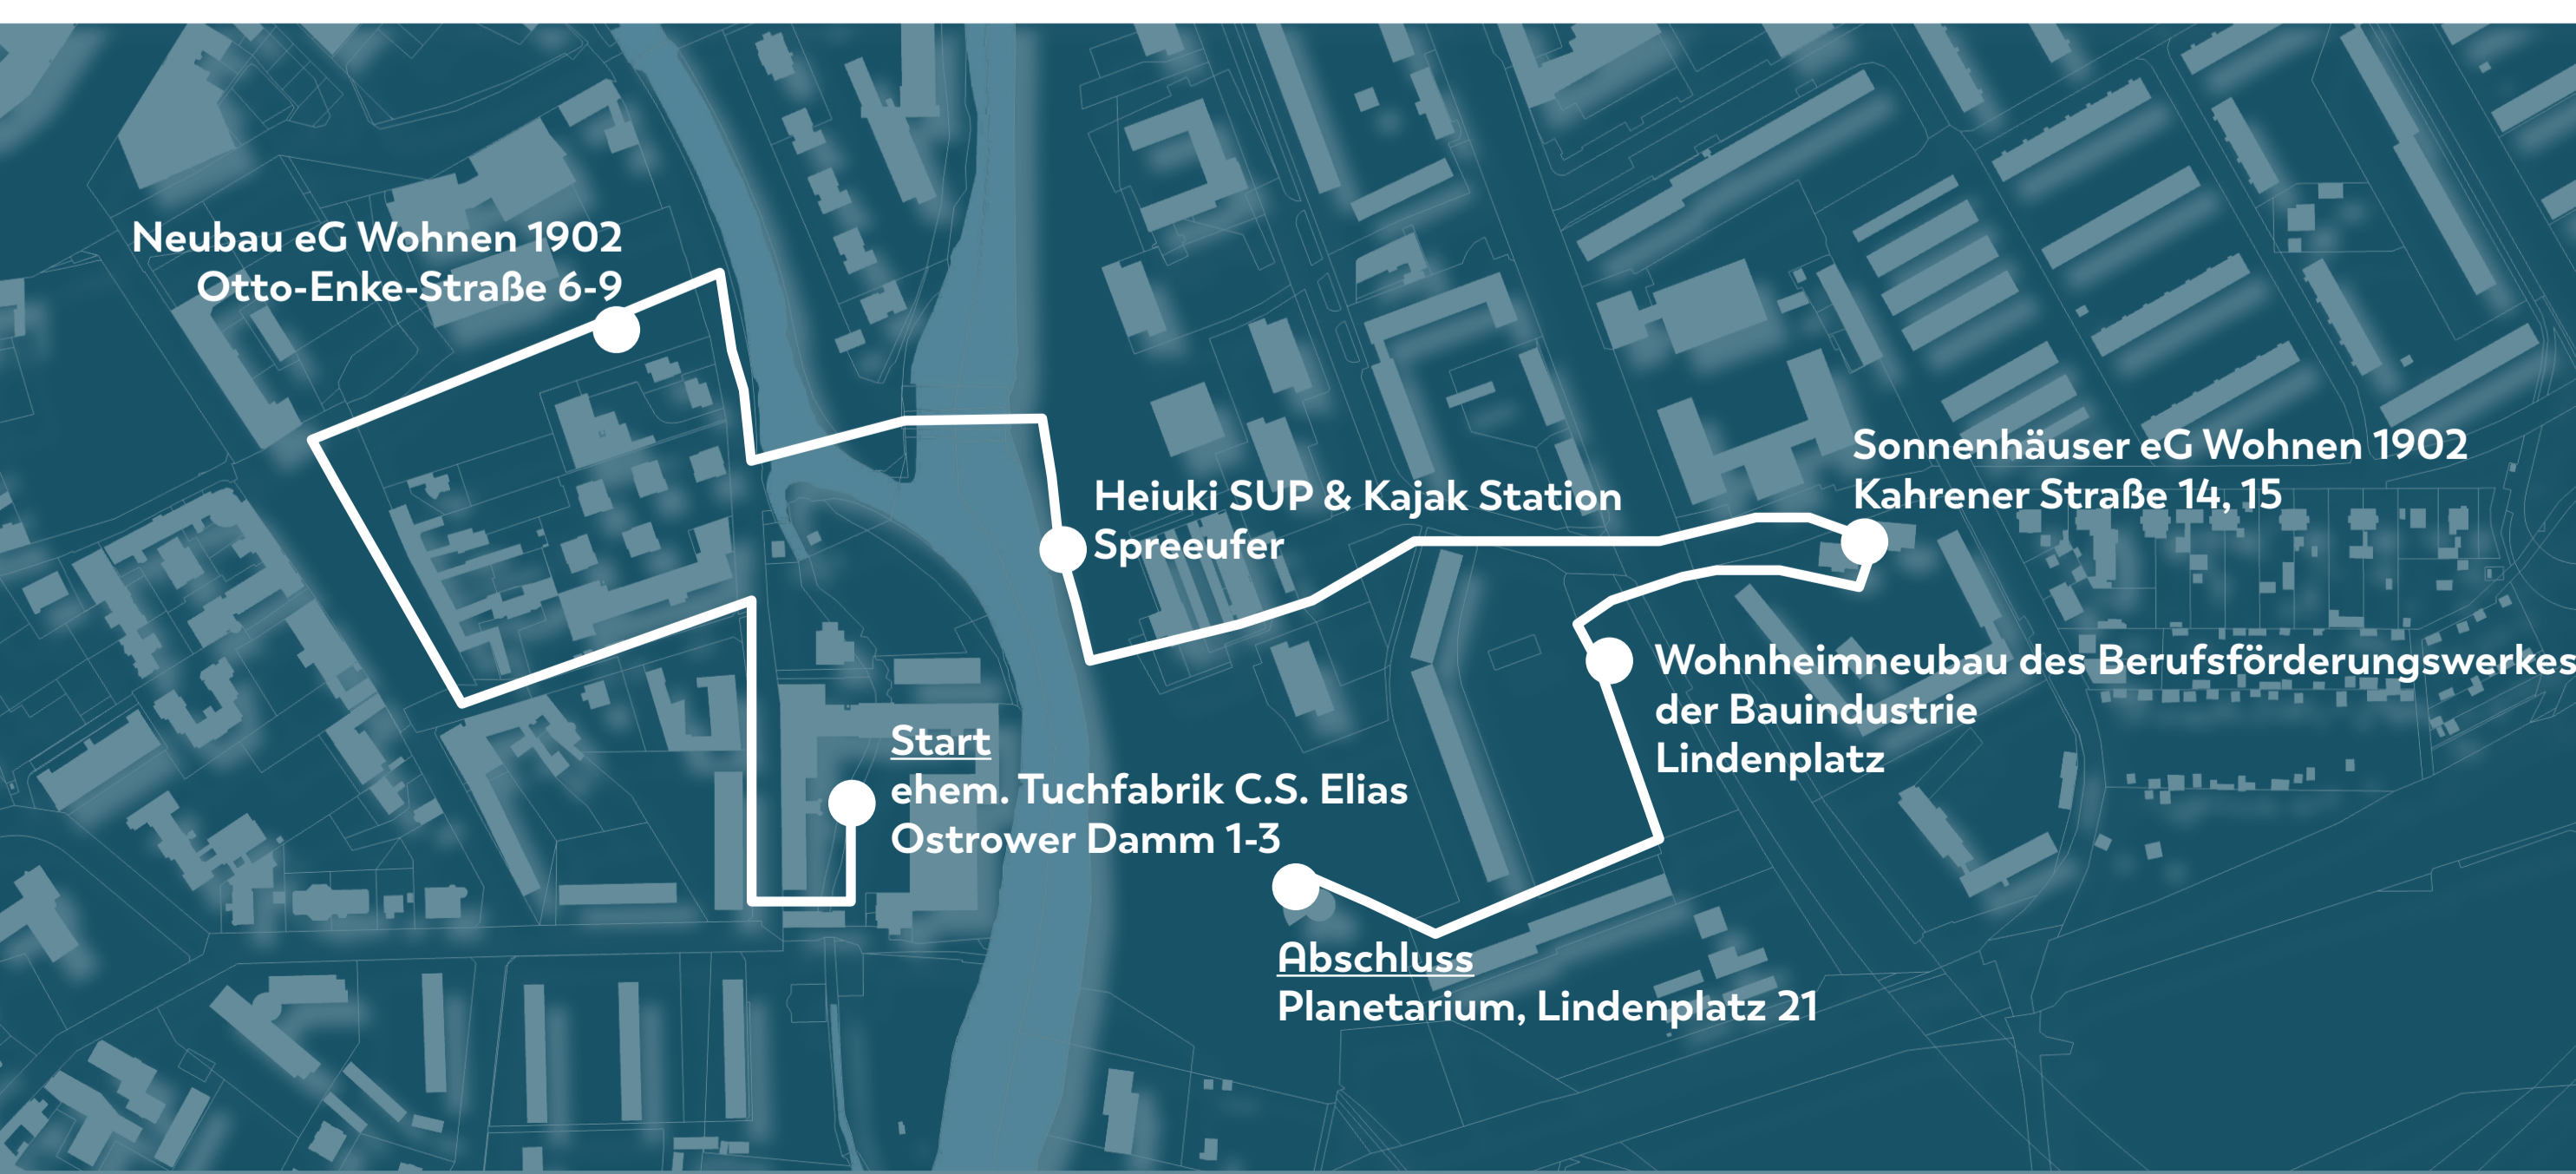 Neubau eG Wohnen 1902
Otto-Enke-Straße 6-9
Sonnenhäuser eG Wohnen 1902
Kahrener Straße 14, 15
Heiuki SUP & Kajak Station
Spreeufer
Wohnheimneubau des Berufsförderungswerkes
der Bauindustrie
Lindenplatz
Start
ehem. Tuchfabrik C.S. Elias
Ostrower Damm 1-3
Abschluss
Planetarium, Lindenplatz 21